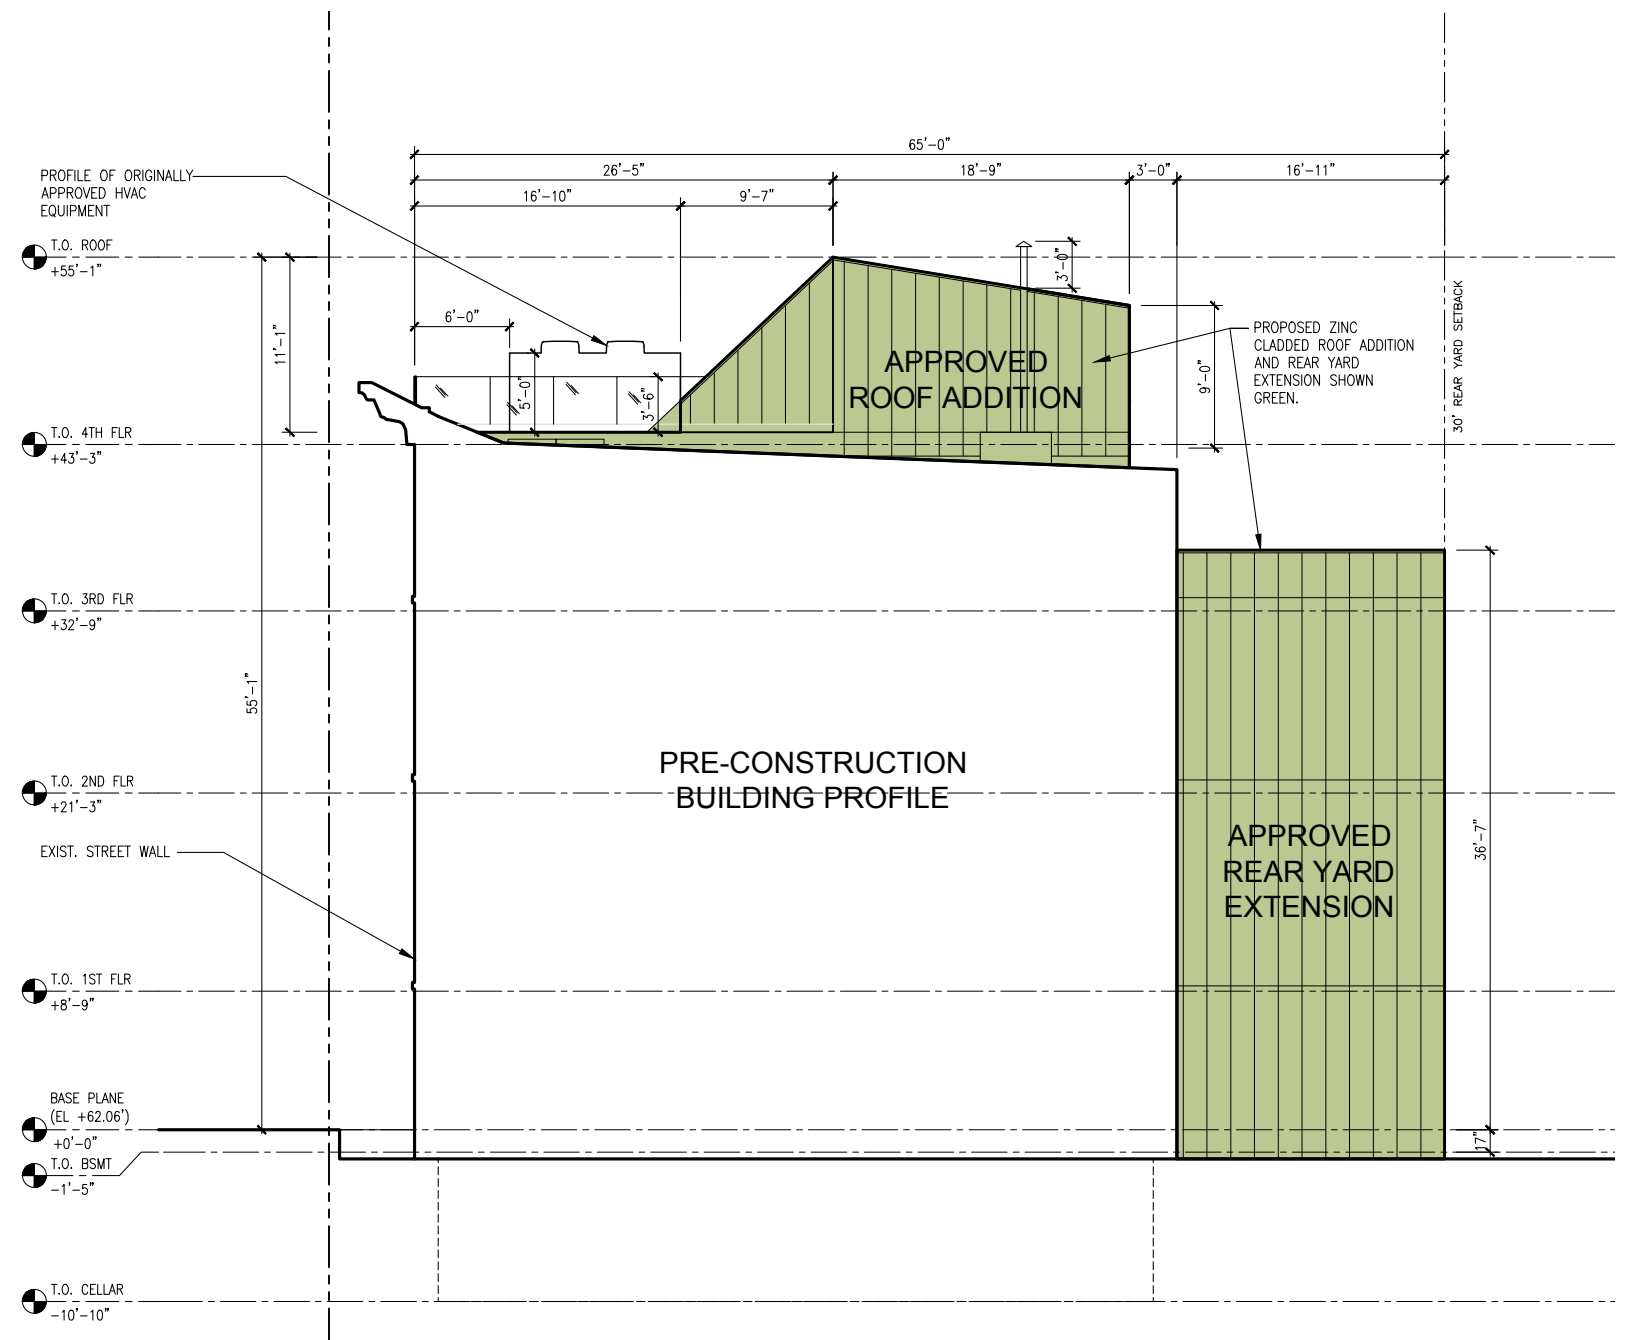 65'-0"
26'-5"
18'-9"
3'-0"
16'-11"
16'-10"
9'-7"
PROFILE OF ORIGINALLY
APPROVED HVAC
EQUIPMENT
T.O. ROOF
+55'-1"
3'-0"
11'-1"
6'-0"
5'-0"
3'-6"
APPROVED
ROOF ADDITION
9'-0"
PROPOSED ZINC
CLADDED ROOF ADDITION
AND REAR YARD
EXTENSION SHOWN
GREEN.
30' REAR YARD SETBACK
T.O. 4TH FLR
+43'-3"
T.O. 3RD FLR
+32'-9"
55'-1"
PRE-CONSTRUCTION
BUILDING PROFILE
T.O. 2ND FLR
+21'-3"
EXIST. STREET WALL
APPROVED
REAR YARD
EXTENSION
36'-7"
T.O. 1ST FLR
+8'-9"
BASE PLANE
(EL +62.06')
+0'-0"
17"
T.O. BSMT
-1'-5"
T.O. CELLAR
-10'-10"